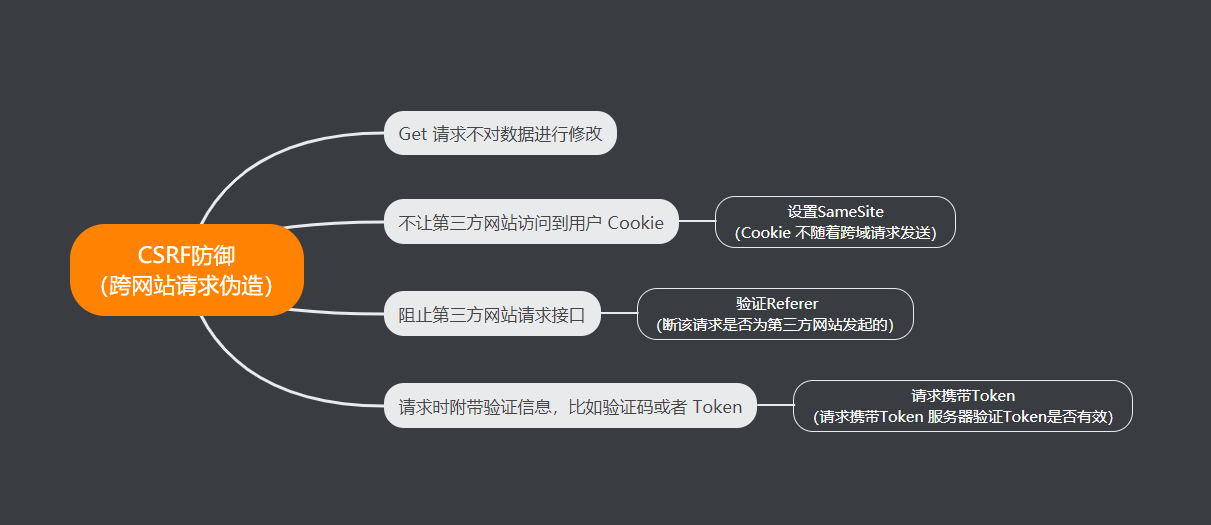 CSRF防御
（跨网站请求伪造）
Get 请求不对数据进行修改
不让第三方网站访问到用户 Cookie
设置SameSite
（Cookie 不随着跨域请求发送）
阻止第三方网站请求接口
验证Referer
（断该请求是否为第三方网站发起的）
请求时附带验证信息，比如验证码或者 Token
请求携带Token
（请求携带Token 服务器验证Token是否有效）